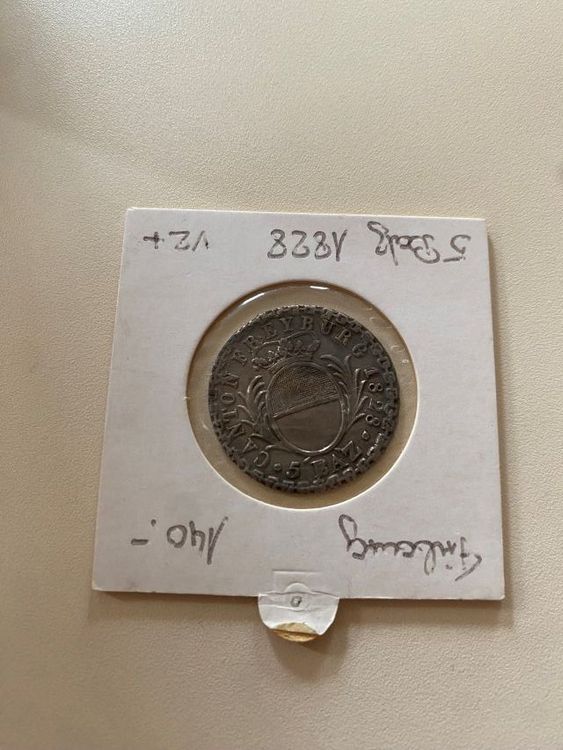 Fribourg 140.-
CANTON FREYBURG 1828
• 5 BAZ •
5 Batz 1828 VZ+